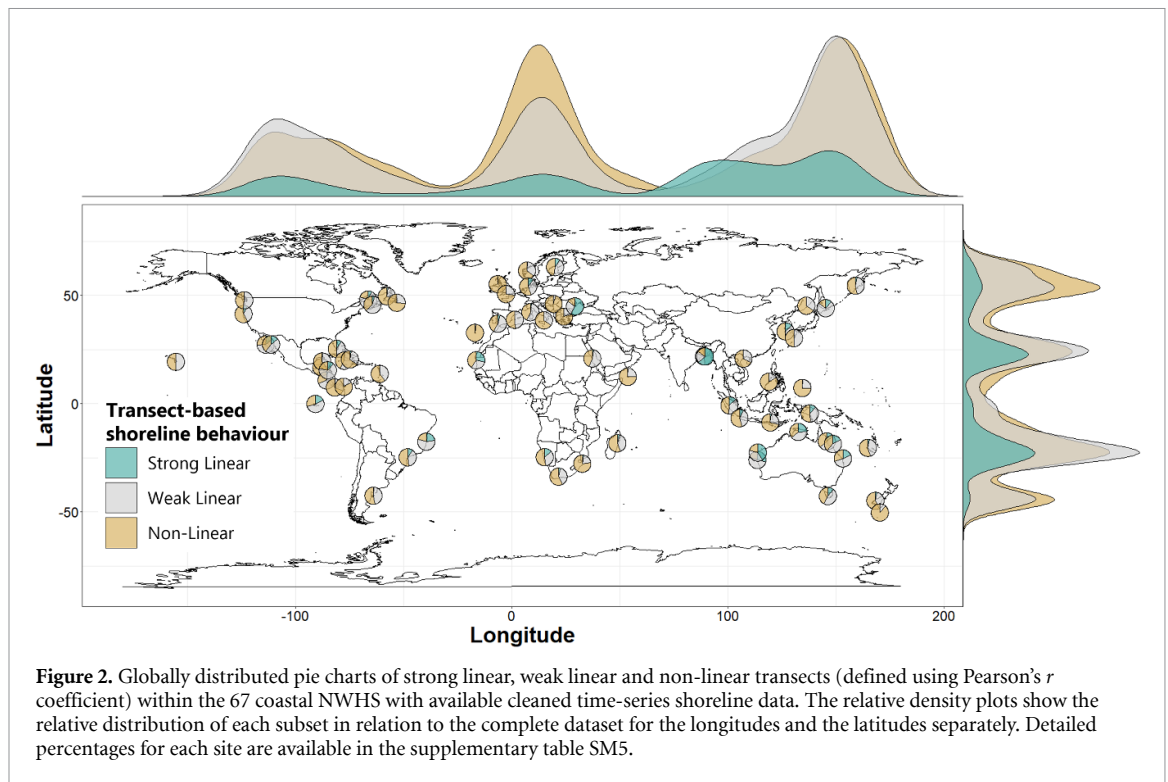 50
0
-50
Latitude
Transect-based
shoreline behaviour
Strong Linear
Weak Linear
Non-Linear
-100 0 100 200
Longitude
Figure 2. Globally distributed pie charts of strong linear, weak linear and non-linear transects (defined using Pearson's r
coefficient) within the 67 coastal NWHS with available cleaned time-series shoreline data. The relative density plots show the
relative distribution of each subset in relation to the complete dataset for the longitudes and the latitudes separately. Detailed
percentages for each site are available in the supplementary table SM5.